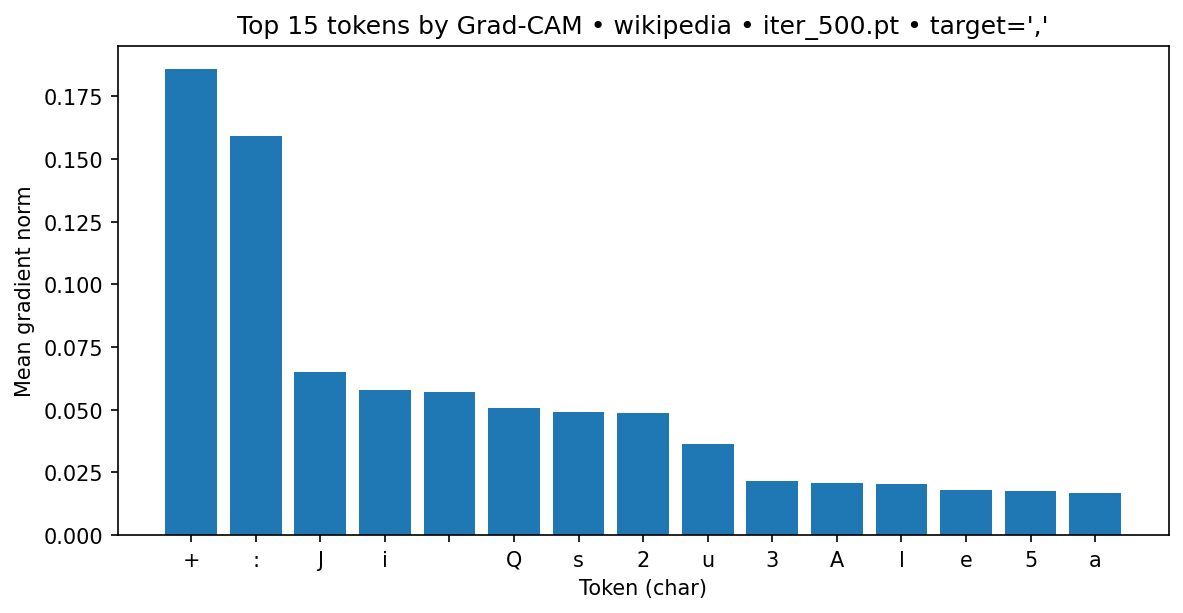 Top 15 tokens by Grad-CAM • wikipedia • iter_500.pt • target=','
Mean gradient norm
0.175
0.150
0.125
0.100
0.075
0.050
0.025
0.000
+ : J i Q s 2 u 3 A l e 5 a
Token (char)